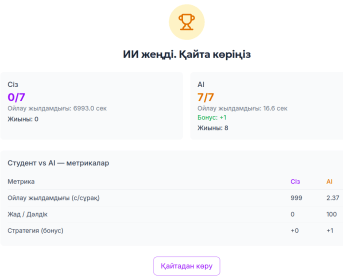 ИИ жеңді. Қайта көріңіз
Сіз
0/7
Ойлау жылдамдығы: 6993.0 сек
Жиыны: 0
AI
7/7
Ойлау жылдамдығы: 16.6 сек
Бонус: +1
Жиыны: 8
Студент vs AI — метрикалар
Метрика Сіз AI
Ойлау жылдамдығы (с/сұрақ) 999 2.37
Жад / Дәлдік 0 100
Стратегия (бонус) +0 +1
Қайтадан көру